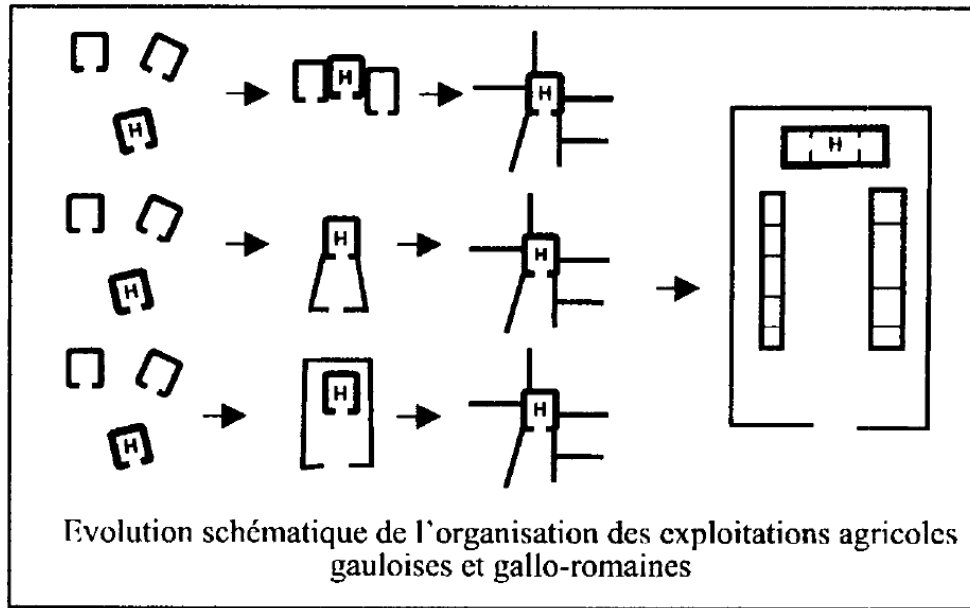 H
H
H
H
H
H
H
H
H
H
Evolution schématique de l'organisation des exploitations agricoles
gauloises et gallo-romaines